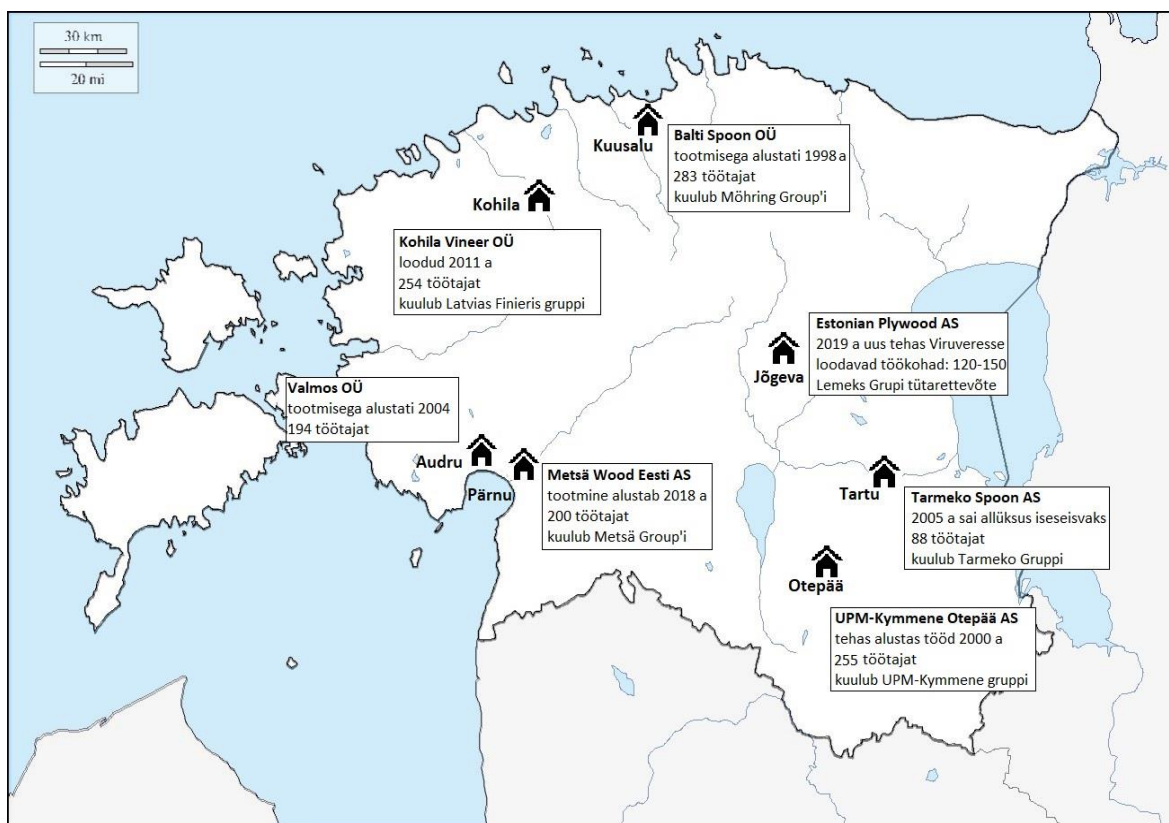 30 km
20 mi
Kuusalu
Balti Spoon OÜ
tootmisega alustati 1998 a
283 töötajat
kuulub Möhring Group'i
Kohila
Kohila Vineer OÜ
loodud 2011 a
254 töötajat
kuulub Latvias Finieris gruppi
Jõgeva
Estonian Plywood AS
2019 a uus tehas Viruveresse
loodavad töökohad: 120-150
Lemeks Grupi tütarettevõte
Valmos OÜ
tootmisega alustati 2004
194 töötajat
Audru
Pärnu
Metsä Wood Eesti AS
tootmine alustab 2018 a
200 töötajat
kuulub Metsä Group'i
Tartu
Tarmeko Spoon AS
2005 a sai allüksus iseseisvaks
88 töötajat
kuulub Tarmeko Gruppi
Otepää
UPM-Kymmene Otepää AS
tehas alustas tööd 2000 a
255 töötajat
kuulub UPM-Kymmene gruppi